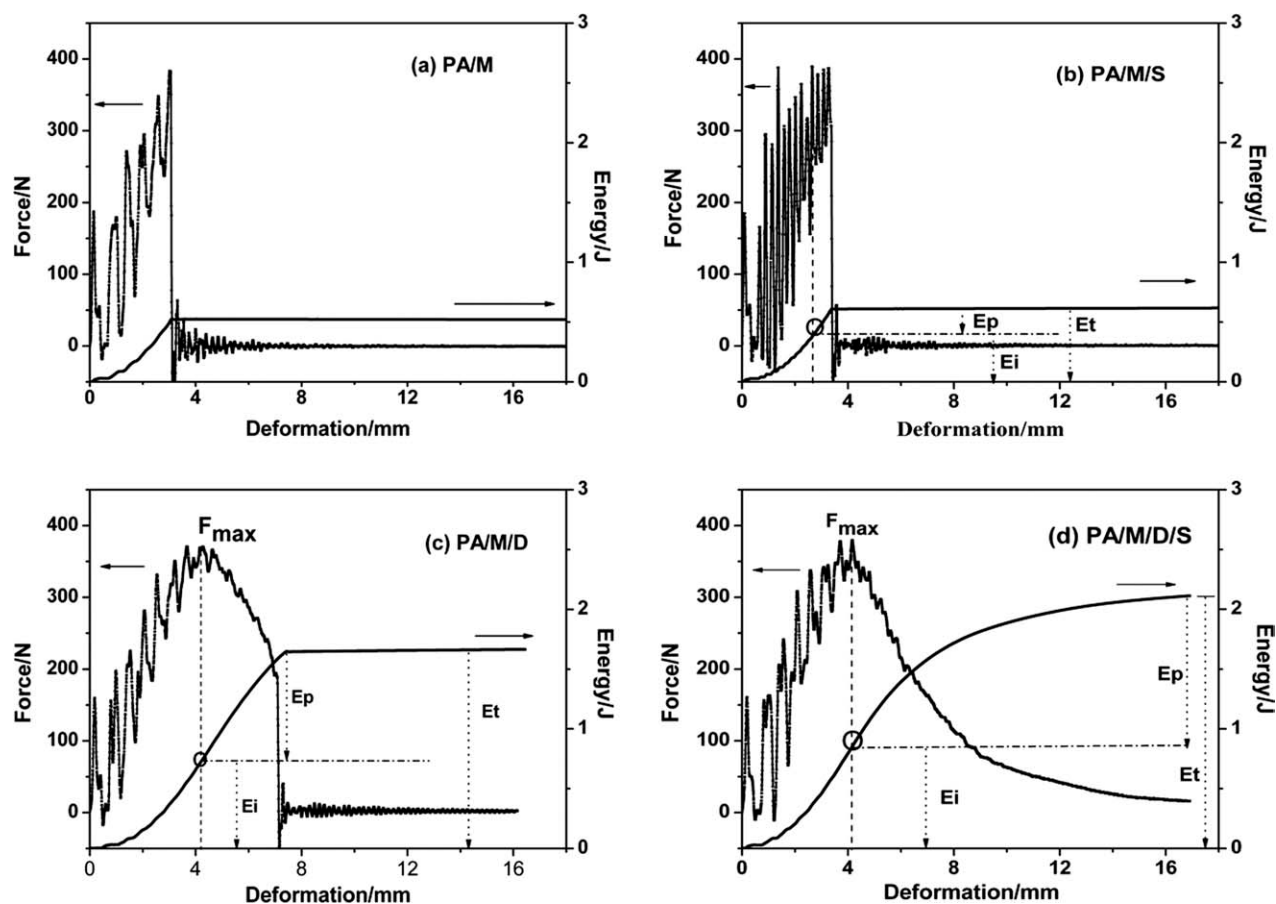 (a) PA/M
Force/N
400
300
200
100
0
3
2
1
0
Energy/J
0 4 8 12 16
Deformation/mm
(b) PA/M/S
Force/N
400
300
200
100
0
3
2
1
0
Energy/J
Ep
Et
Ei
0 4 8 12 16
Deformation/mm
(c) PA/M/D
Fmax
Force/N
400
300
200
100
0
3
2
1
0
Energy/J
Ep
Et
Ei
0 4 8 12 16
Deformation/mm
(d) PA/M/D/S
Fmax
Force/N
400
300
200
100
0
3
2
1
0
Energy/J
Ep
Et
Ei
0 4 8 12 16
Deformation/mm